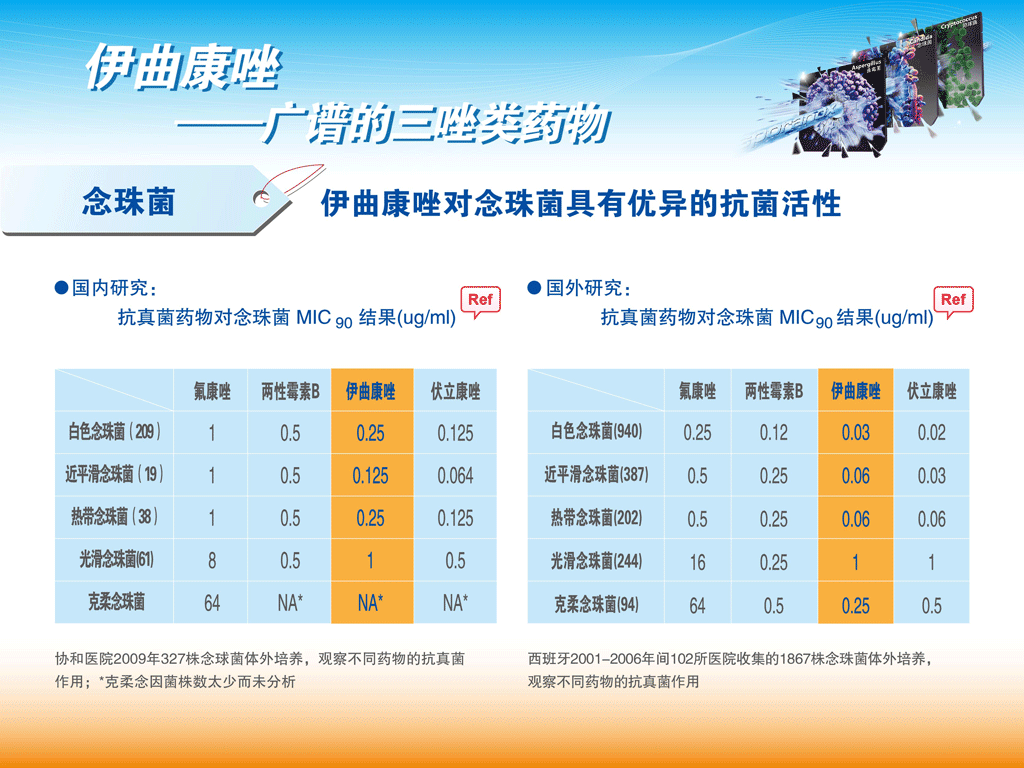 伊曲康唑
——广谱的三唑类药物
Aspergillus
Cryptococcus
念珠菌
伊曲康唑对念珠菌具有优异的抗菌活性
●国内研究：
抗真菌药物对念珠菌 MIC 90 结果(ug/ml)
Ref
氟康唑 两性霉素B 伊曲康唑 伏立康唑
白色念珠菌（209） 1 0.5 0.25 0.125
近平滑念珠菌（19） 1 0.5 0.125 0.064
热带念珠菌（38） 1 0.5 0.25 0.125
光滑念珠菌(61) 8 0.5 1 0.5
克柔念珠菌 64 NA* NA* NA*
协和医院2009年327株念球菌体外培养，观察不同药物的抗真菌
作用；*克柔念因菌株数太少而未分析
●国外研究：
抗真菌药物对念珠菌 MIC90 结果(ug/ml)
Ref
氟康唑 两性霉素B 伊曲康唑 伏立康唑
白色念珠菌(940) 0.25 0.12 0.03 0.02
近平滑念珠菌(387) 0.5 0.25 0.06 0.03
热带念珠菌(202) 0.5 0.25 0.06 0.06
光滑念珠菌(244) 16 0.25 1 1
克柔念珠菌(94) 64 0.5 0.25 0.5
西班牙2001-2006年间102所医院收集的1867株念珠菌体外培养，
观察不同药物的抗真菌作用